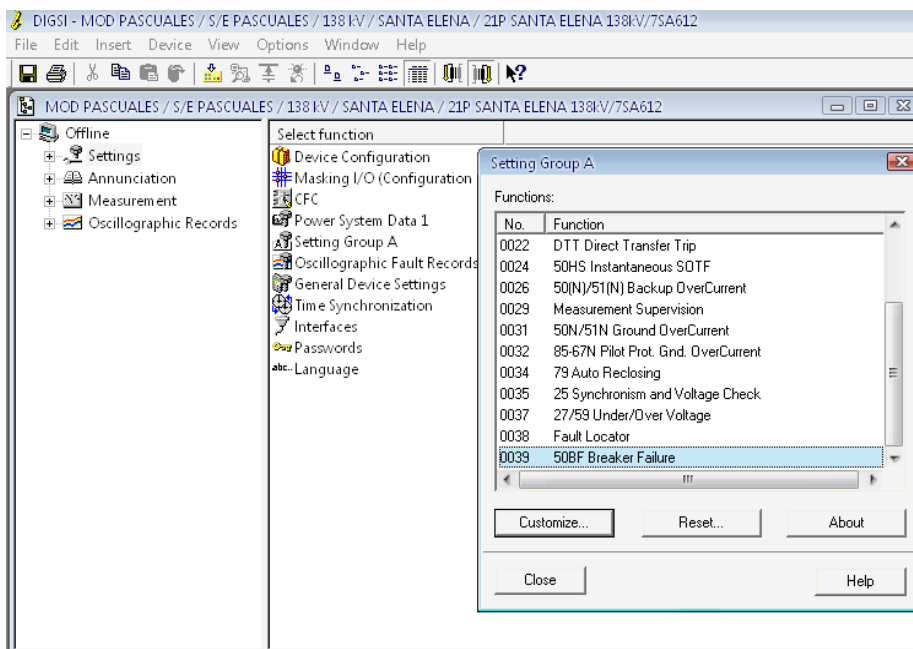 DIGSI - MOD PASCUALES / S/E PASCUALES / 138 kV / SANTA ELENA / 21P SANTA ELENA 138kV/7SA612
File Edit Insert Device View Options Window Help
MOD PASCUALES / S/E PASCUALES / 138 kV / SANTA ELENA / 21P SANTA ELENA 138kV/7SA612
Offline
Settings
Annunciation
Measurement
Oscillographic Records
Select function
Device Configuration
Masking I/O (Configuration
CFC
Power System Data 1
Setting Group A
Oscillographic Fault Records
General Device Settings
Time Synchronization
Interfaces
Passwords
abc.. Language
Setting Group A
Functions:
No. Function
0022 DTT Direct Transfer Trip
0024 50HS Instantaneous SOTF
0026 50(N)/51(N) Backup OverCurrent
0029 Measurement Supervision
0031 50N/51N Ground OverCurrent
0032 85-67N Pilot Prot. Gnd. OverCurrent
0034 79 Auto Reclosing
0035 25 Synchronism and Voltage Check
0037 27/59 Under/Over Voltage
0038 Fault Locator
0039 50BF Breaker Failure
Customize... Reset... About
Close Help